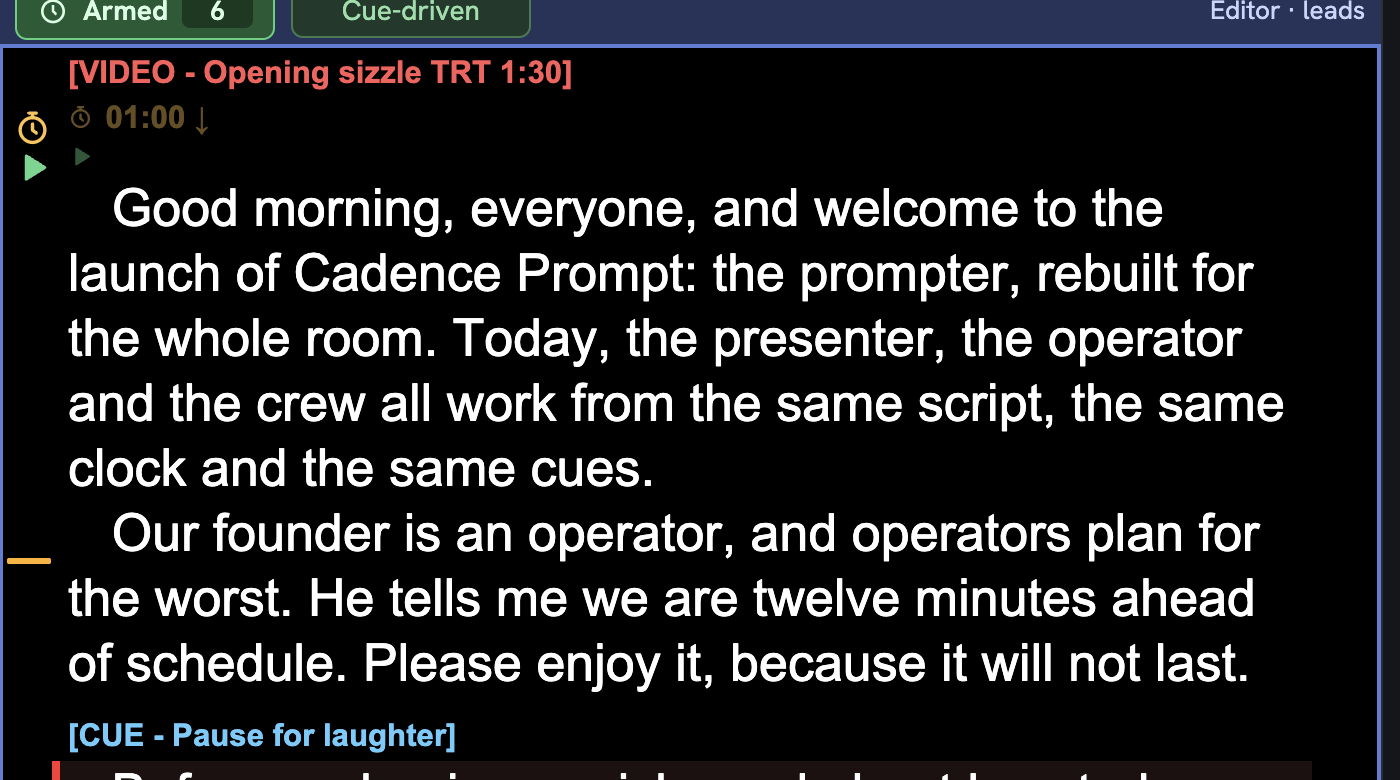 Armed 6 Cue-driven Editor · leads
[VIDEO - Opening sizzle TRT 1:30]
01:00 ↓
Good morning, everyone, and welcome to the
launch of Cadence Prompt: the prompter, rebuilt for
the whole room. Today, the presenter, the operator
and the crew all work from the same script, the same
clock and the same cues.
Our founder is an operator, and operators plan for
the worst. He tells me we are twelve minutes ahead
of schedule. Please enjoy it, because it will not last.
[CUE - Pause for laughter]